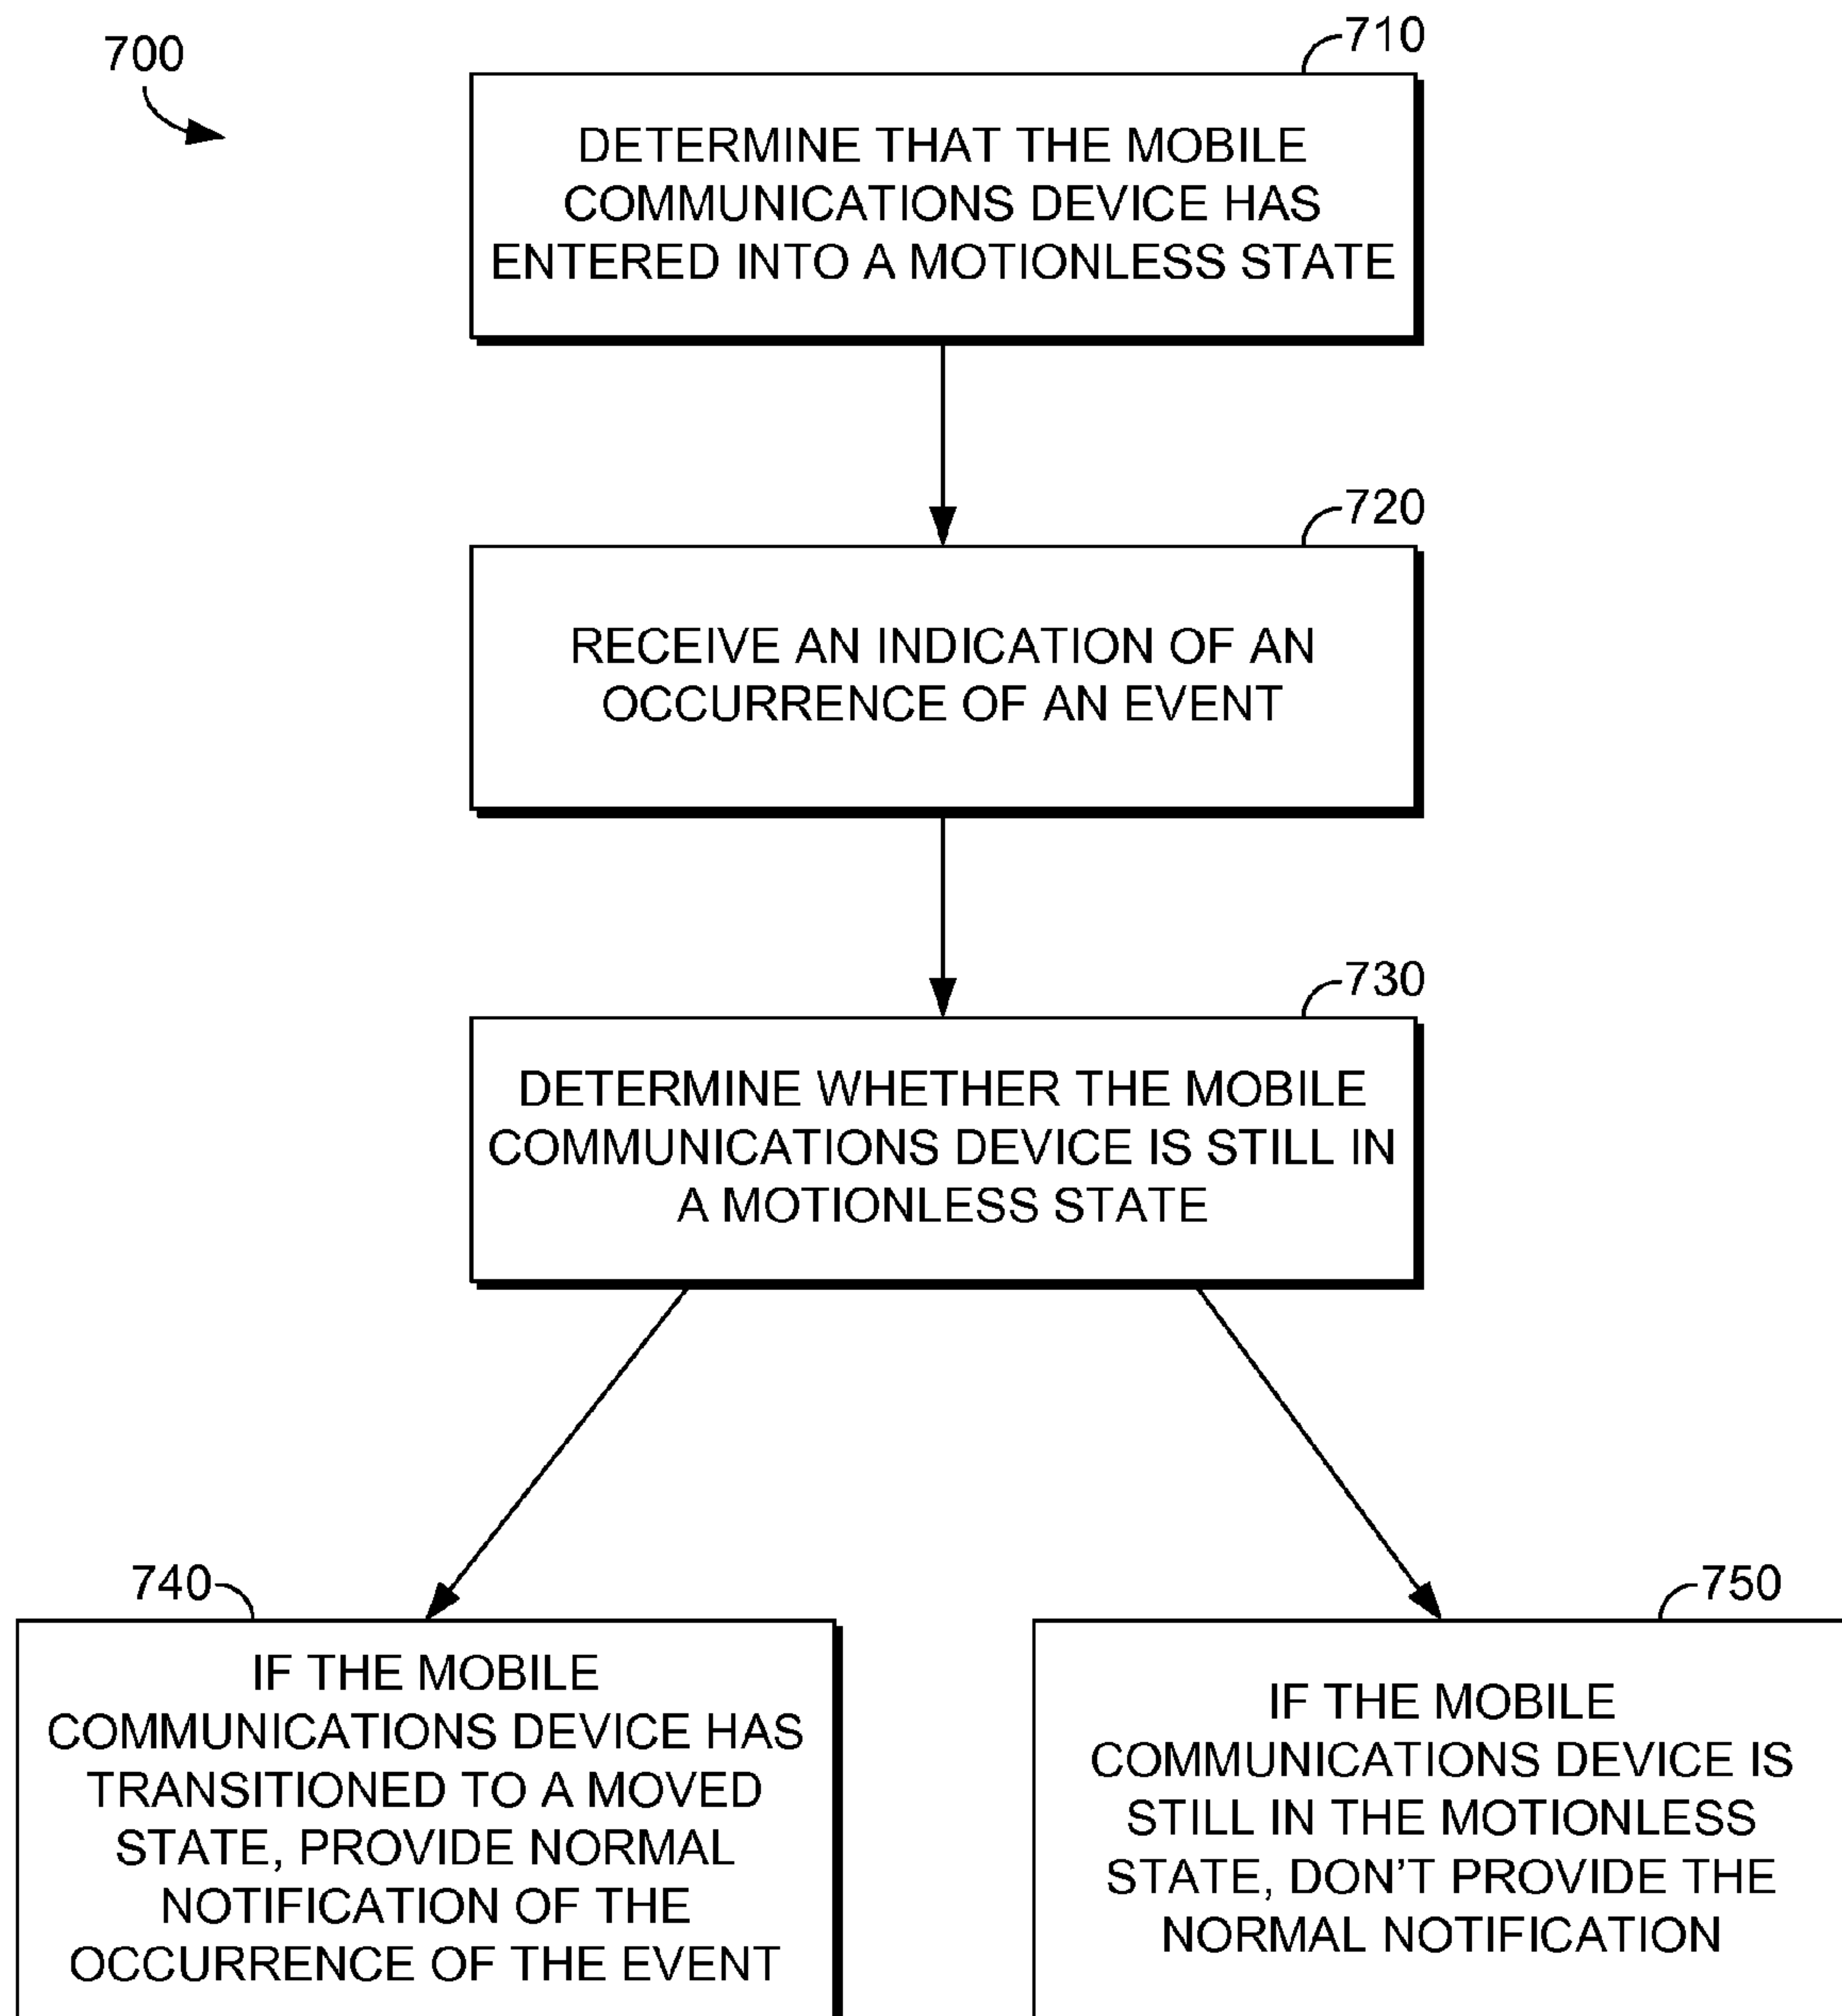 700
710
DETERMINE THAT THE MOBILE
COMMUNICATIONS DEVICE HAS
ENTERED INTO A MOTIONLESS STATE
720
RECEIVE AN INDICATION OF AN
OCCURRENCE OF AN EVENT
730
DETERMINE WHETHER THE MOBILE
COMMUNICATIONS DEVICE IS STILL IN
A MOTIONLESS STATE
740
IF THE MOBILE
COMMUNICATIONS DEVICE HAS
TRANSITIONED TO A MOVED
STATE, PROVIDE NORMAL
NOTIFICATION OF THE
OCCURRENCE OF THE EVENT
750
IF THE MOBILE
COMMUNICATIONS DEVICE IS
STILL IN THE MOTIONLESS
STATE, DON'T PROVIDE THE
NORMAL NOTIFICATION